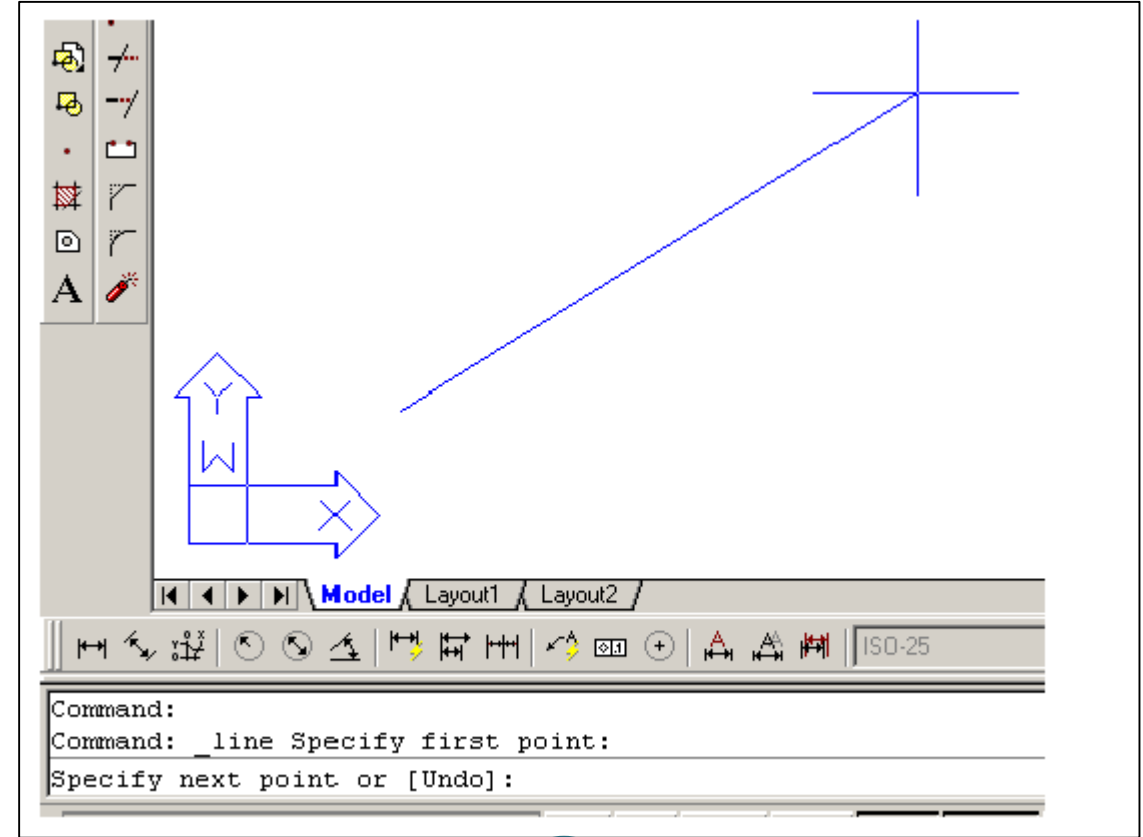 A
Y
W
X
Model Layout1 Layout2
ISO-25
Command:
Command: _line Specify first point:
Specify next point or [Undo]: